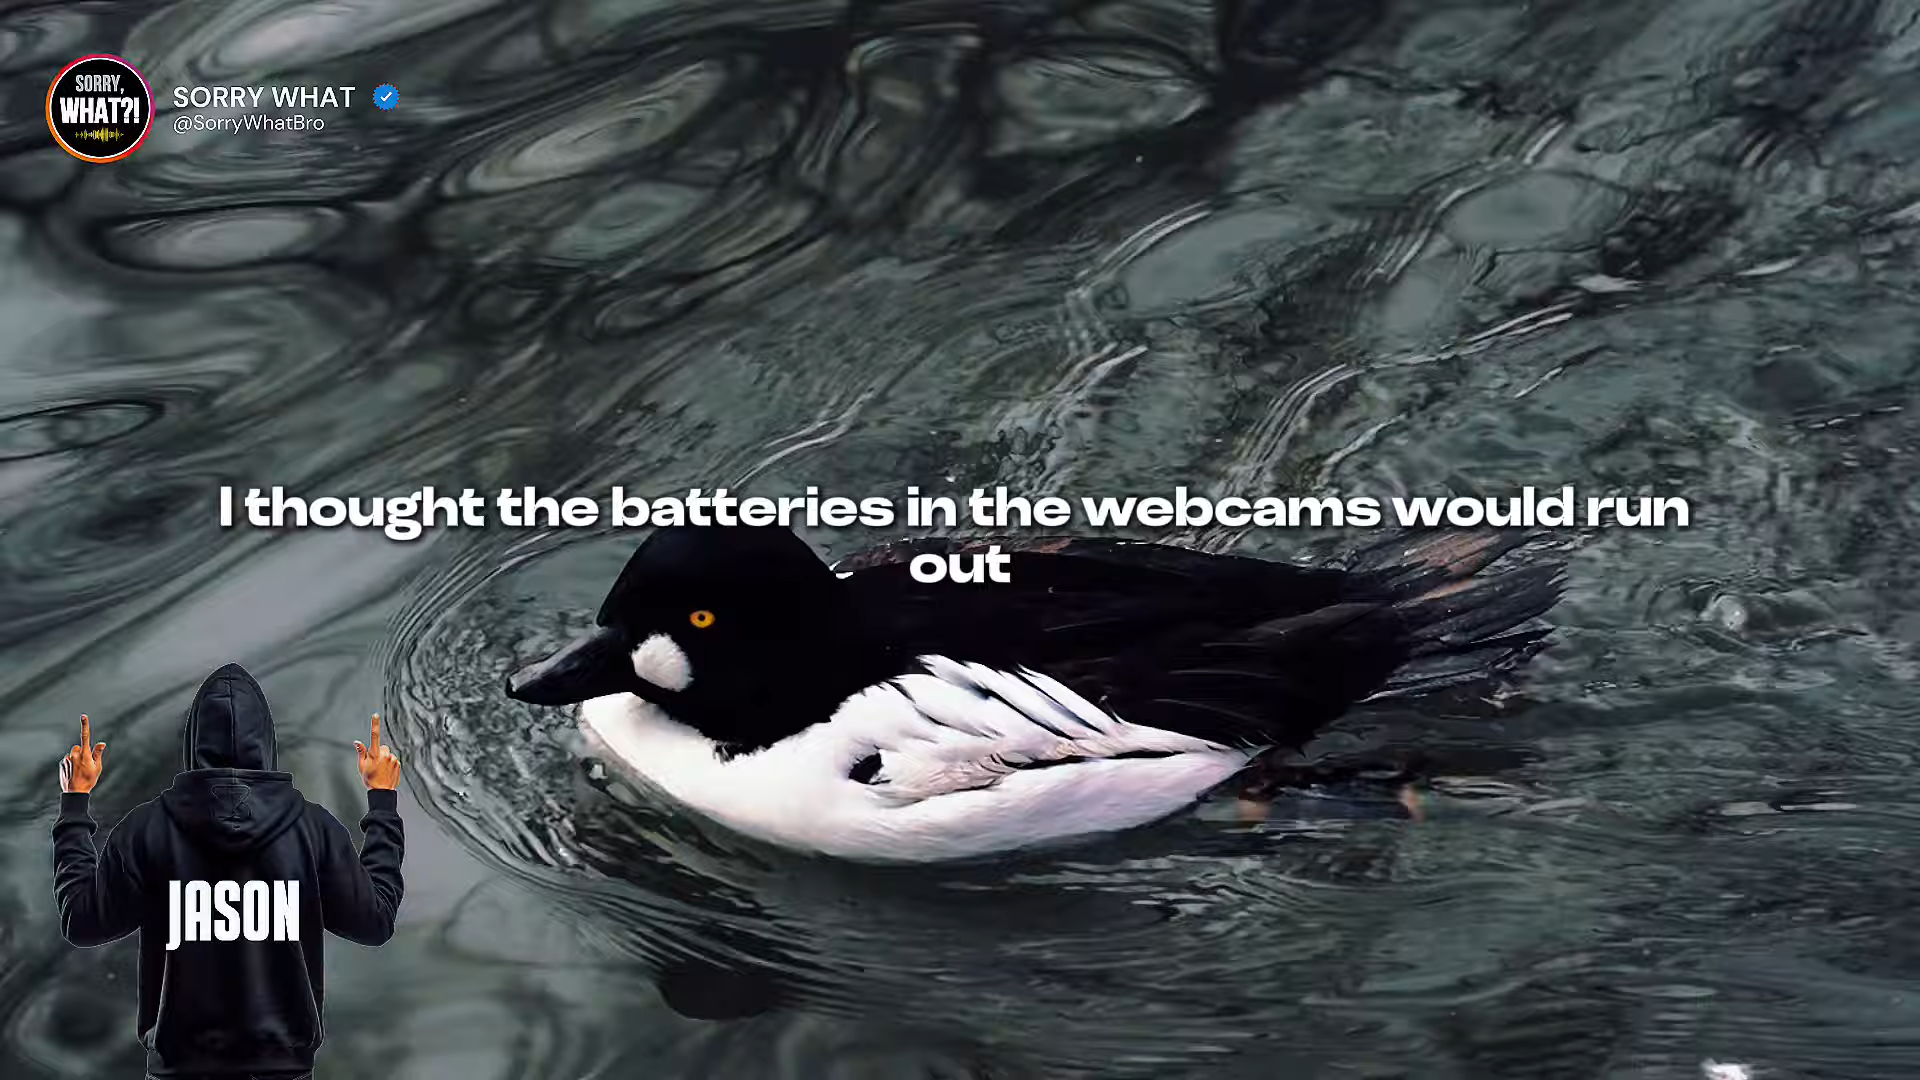 SORRY,
WHAT?!
SORRY WHAT
@SorryWhatBro
I thought the batteries in the webcams would run
out
JASON